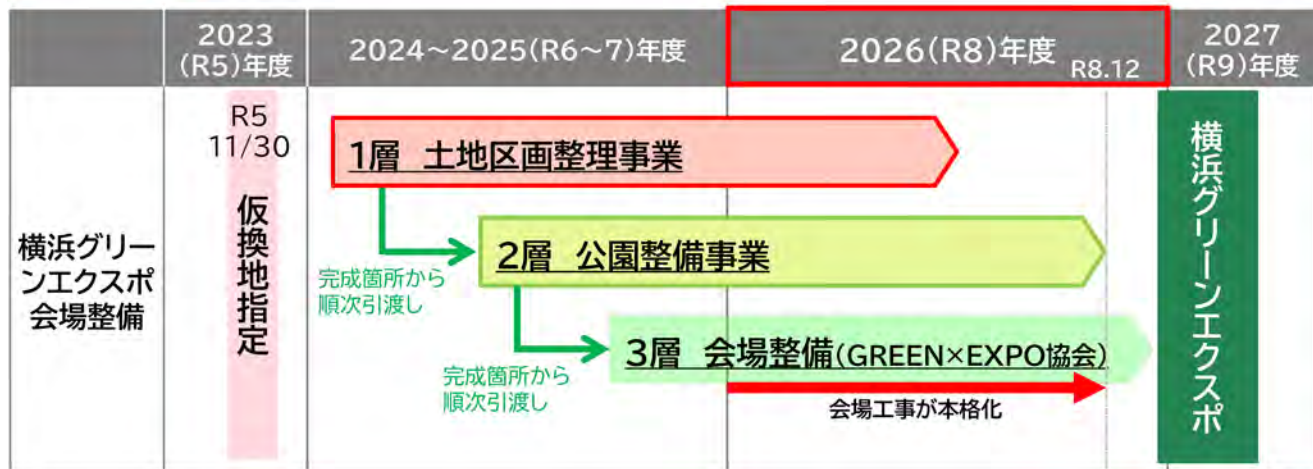 2023
(R5)年度
2024～2025(R6～7)年度
2026(R8)年度
R8.12
2027
(R9)年度
横浜グリー
ンエクスポ
会場整備
R5
11/30
仮換地指定
1層 土地区画整理事業
完成箇所から
順次引渡し
2層 公園整備事業
完成箇所から
順次引渡し
3層 会場整備(GREEN×EXPO協会)
会場工事が本格化
横浜グリーンエクスポ